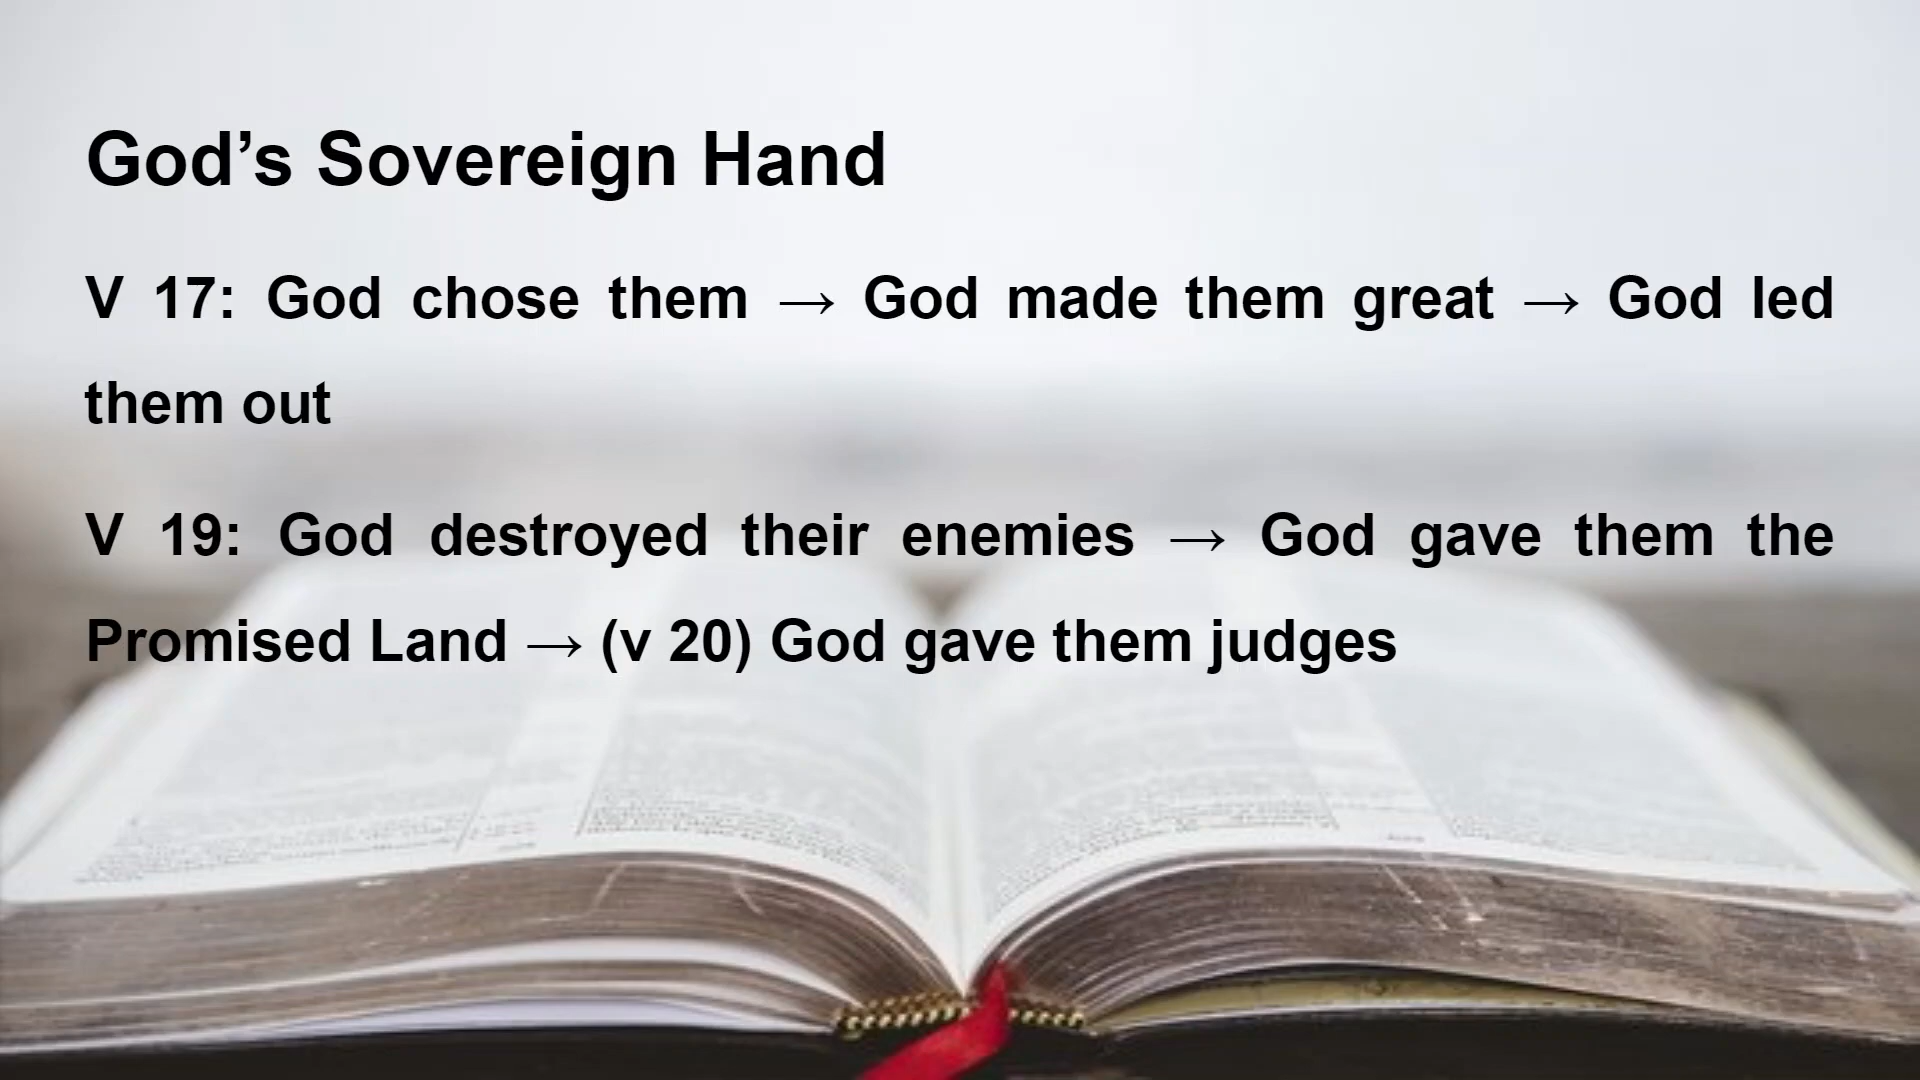 God’s Sovereign Hand
V 17: God chose them → God made them great → God led
them out
V 19: God destroyed their enemies → God gave them the
Promised Land → (v 20) God gave them judges